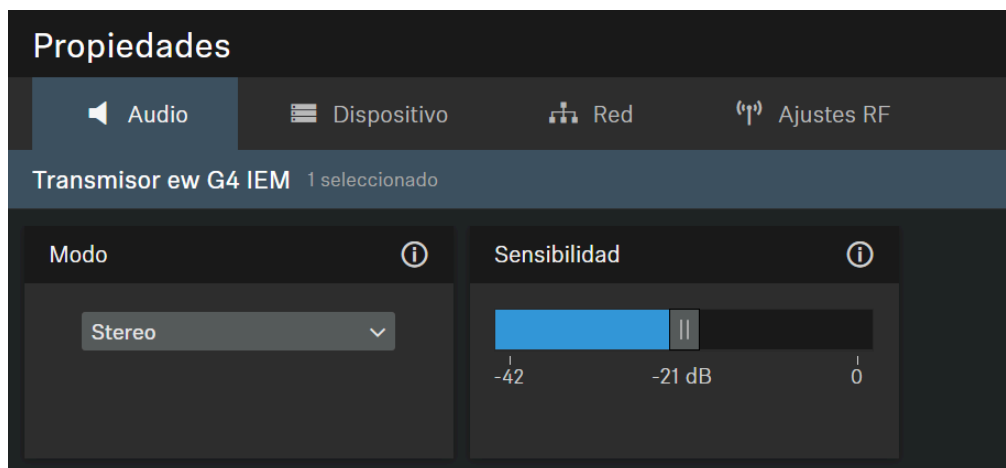 Propiedades
Audio Dispositivo Red Ajustes RF
Transmisor ew G4 IEM 1 seleccionado
Modo
Stereo
Sensibilidad
-42 -21 dB 0